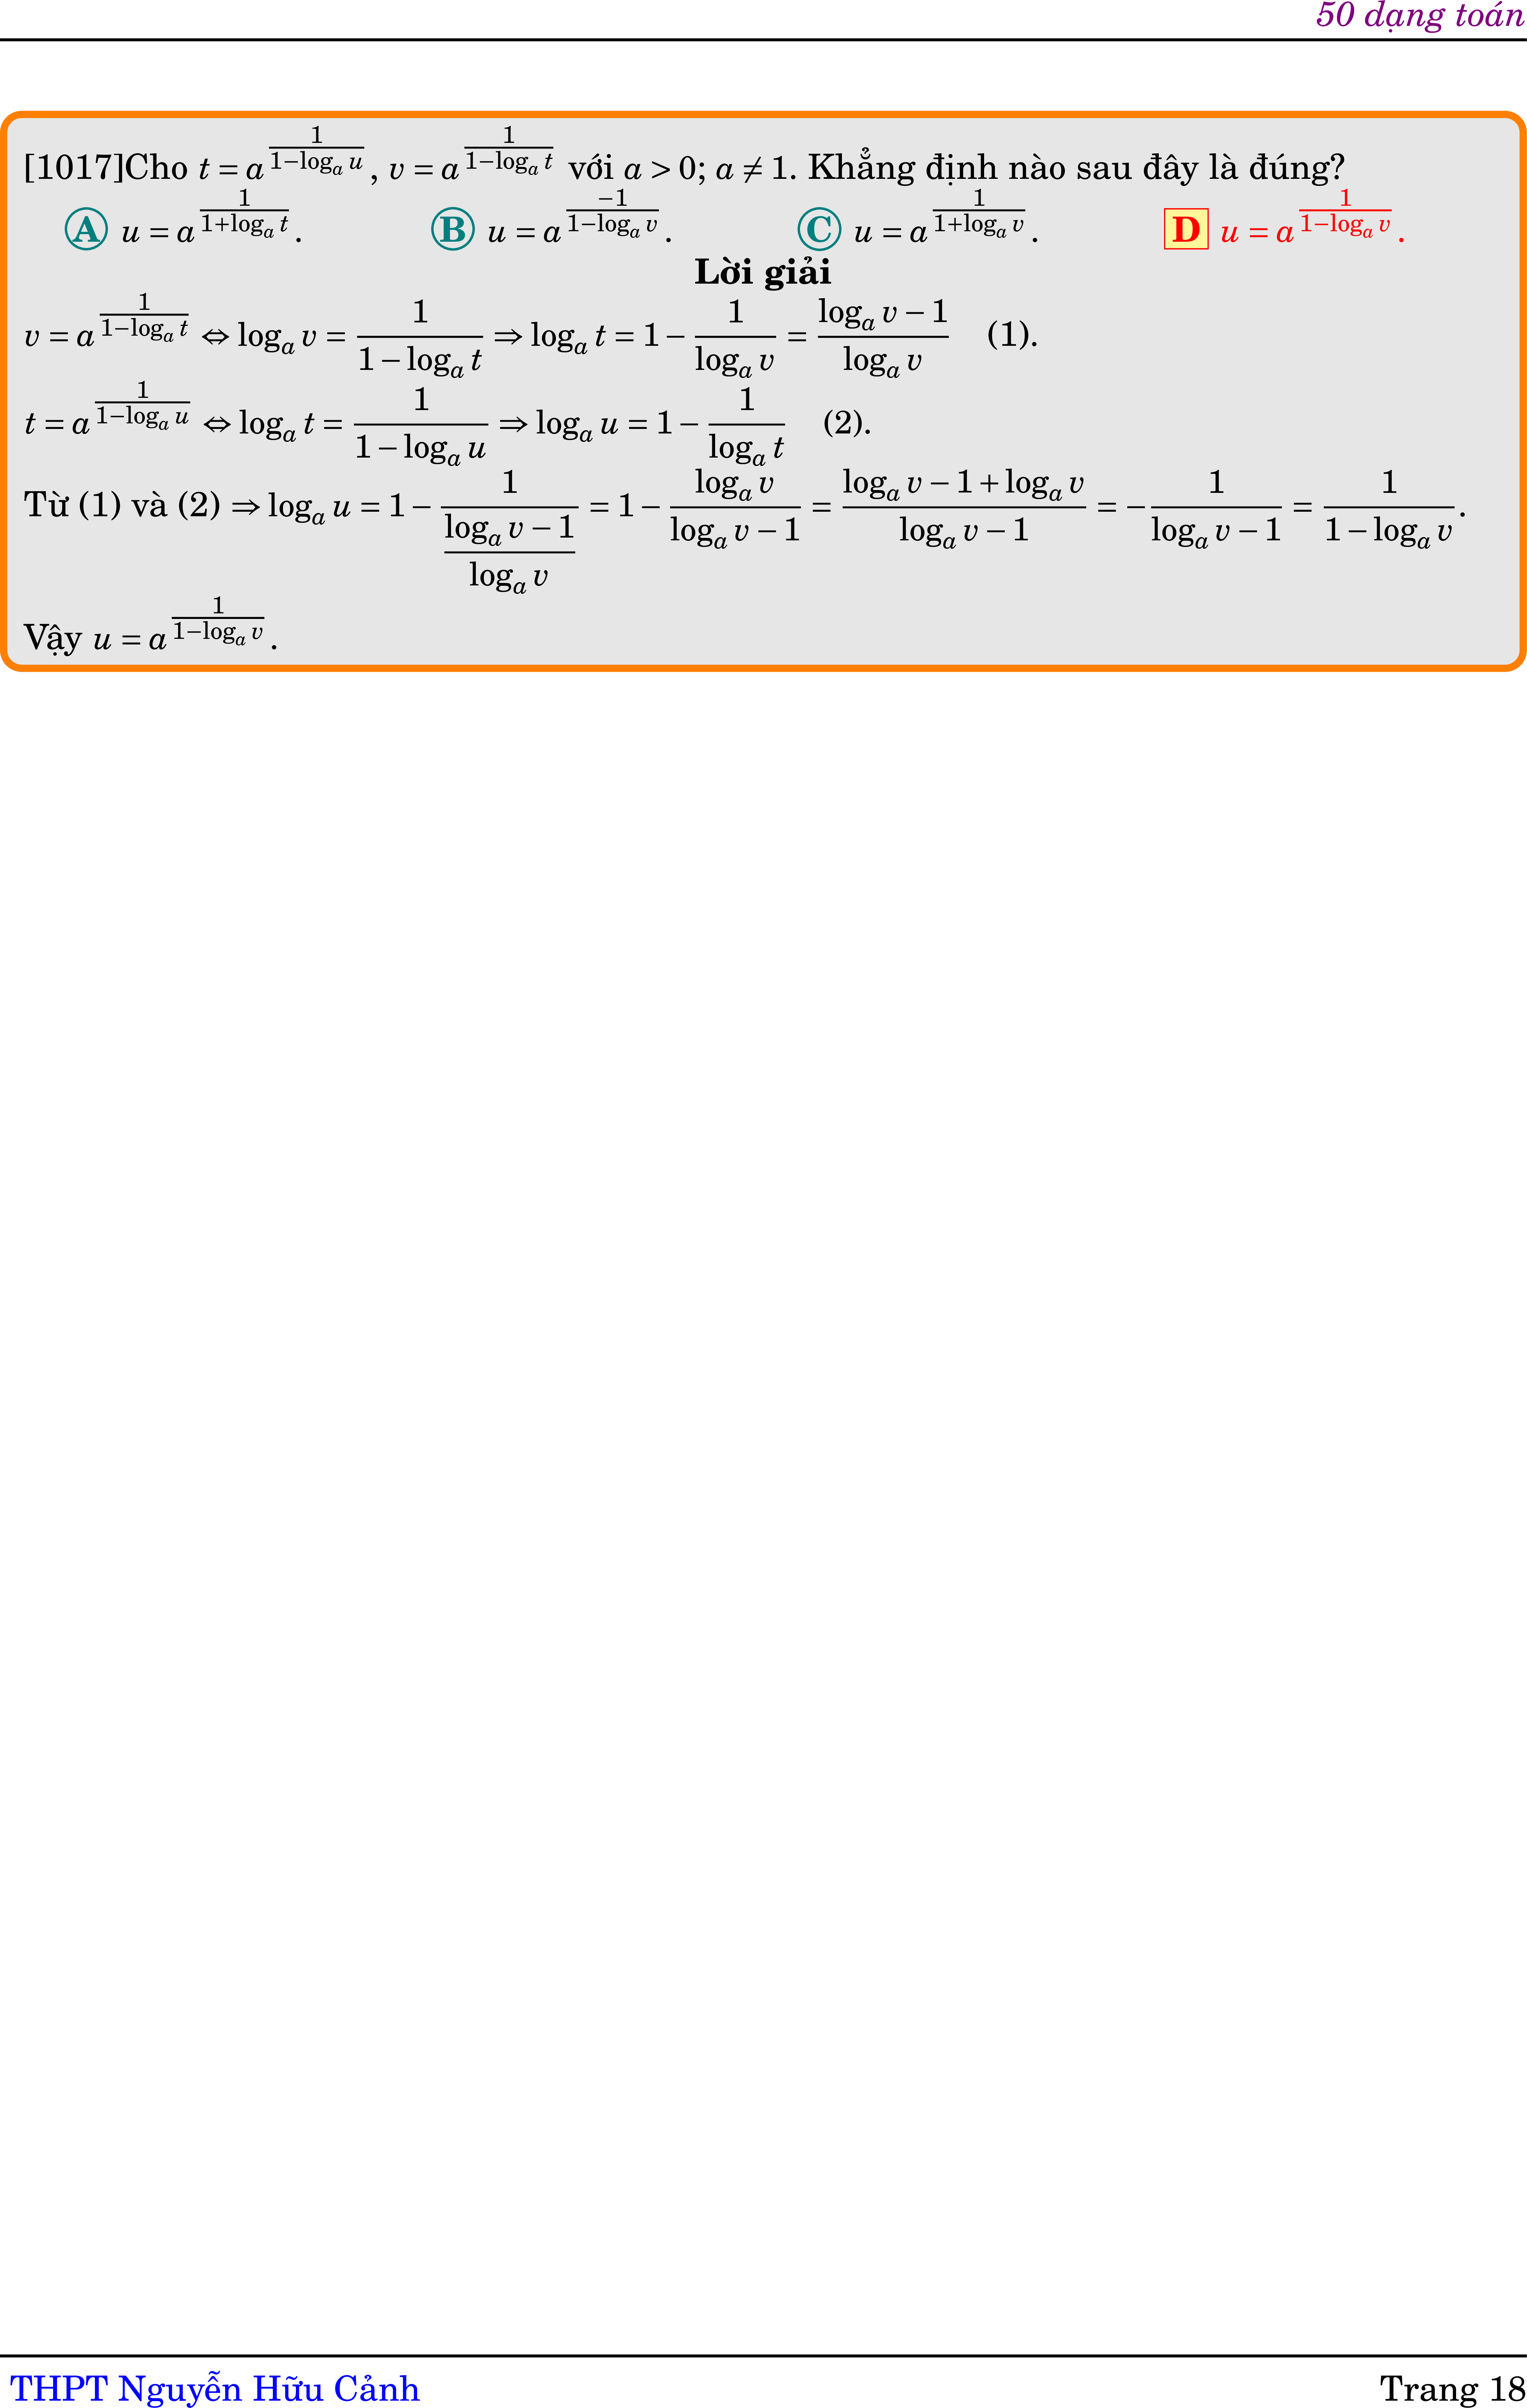 50 dạng toán
[1017]Cho $t = a^{\frac{1}{1-\log_a u}}$, $v = a^{\frac{1}{1-\log_a t}}$ với $a > 0$; $a \neq 1$. Khẳng định nào sau đây là đúng?
A $u = a^{\frac{1}{1+\log_a t}}$. B $u = a^{\frac{-1}{1-\log_a v}}$. C $u = a^{\frac{1}{1+\log_a v}}$. D $u = a^{\frac{1}{1-\log_a v}}$.
Lời giải
$v = a^{\frac{1}{1-\log_a t}} \Leftrightarrow \log_a v = \frac{1}{1-\log_a t} \Rightarrow \log_a t = 1 - \frac{1}{\log_a v} = \frac{\log_a v - 1}{\log_a v}$ (1).
$t = a^{\frac{1}{1-\log_a u}} \Leftrightarrow \log_a t = \frac{1}{1-\log_a u} \Rightarrow \log_a u = 1 - \frac{1}{\log_a t}$ (2).
Từ (1) và (2) $\Rightarrow \log_a u = 1 - \frac{1}{\frac{\log_a v - 1}{\log_a v}} = 1 - \frac{\log_a v}{\log_a v - 1} = \frac{\log_a v - 1 + \log_a v}{\log_a v - 1} = -\frac{1}{\log_a v - 1} = \frac{1}{1 - \log_a v}$.
Vậy $u = a^{\frac{1}{1-\log_a v}}$.
THPT Nguyễn Hữu Cảnh Trang 18